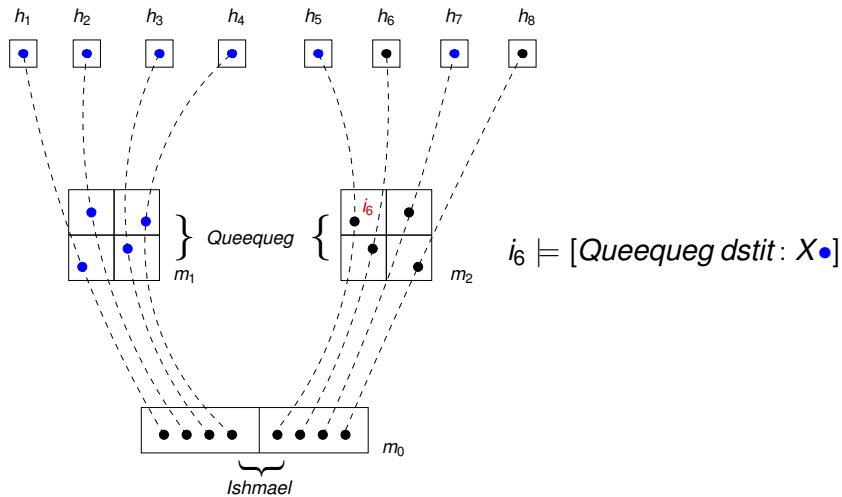 h₁ h₂ h₃ h₄ h₅ h₆ h₇ h₈
i₆
} Queequeg {
i₆ ⊨ [Queequeg dstit : X●]
m₁ m₂
m₀
Ishmael